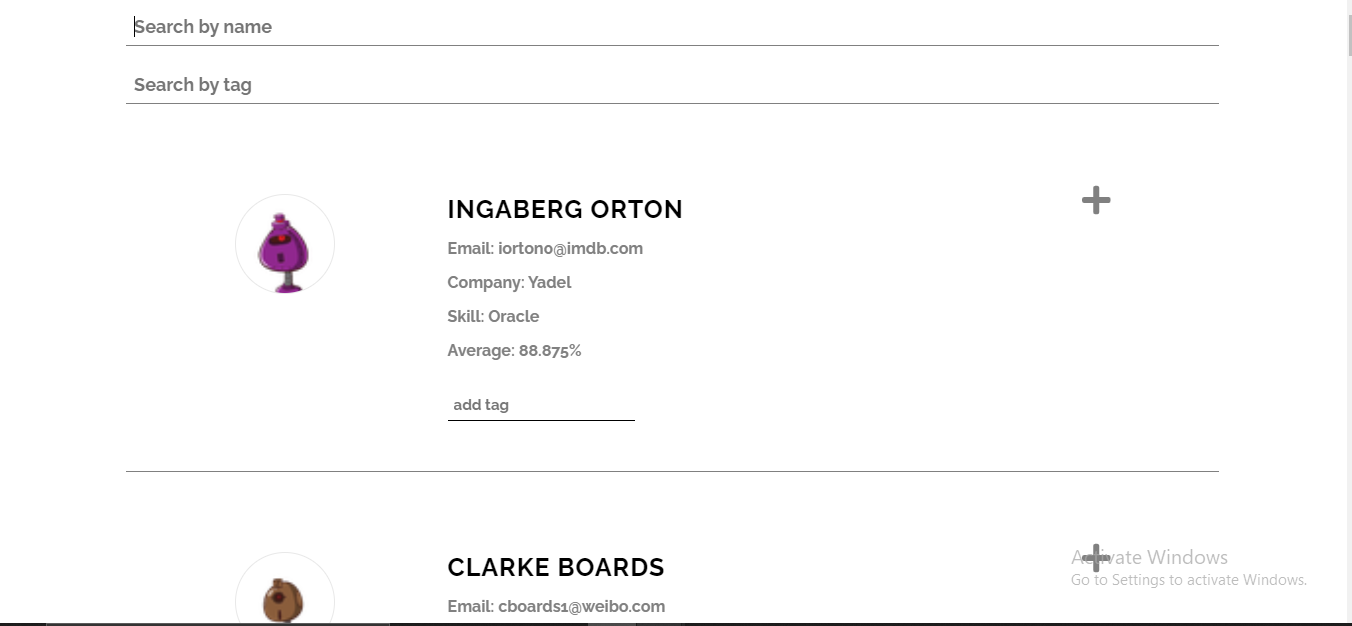 Search by name
Search by tag
INGABERG ORTON
Email: iorton0@imdb.com
Company: Yadel
Skill: Oracle
Average: 88.875%
add tag
CLARKE BOARDS
Email: cboards1@weibo.com
Activate Windows
Go to Settings to activate Windows.